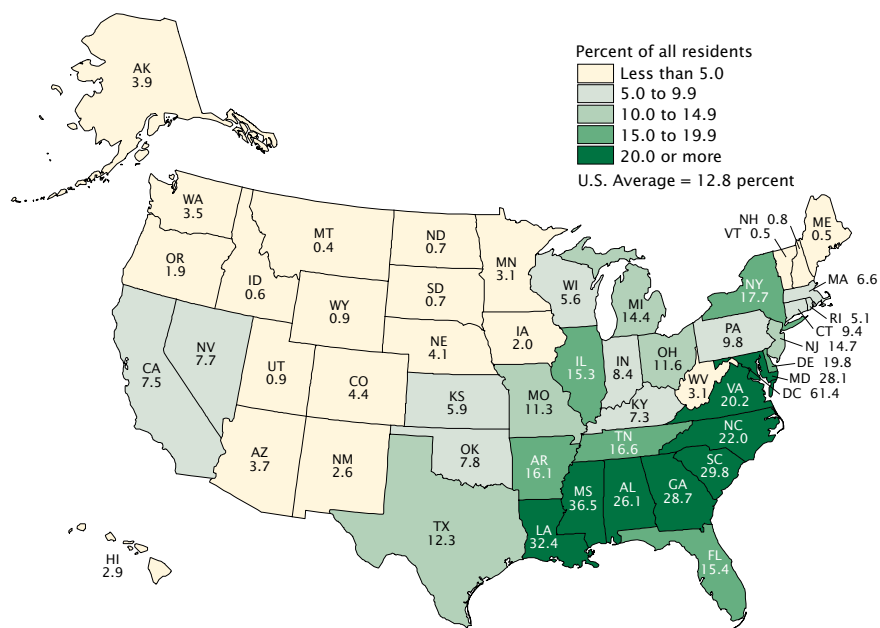 Percent of all residents
Less than 5.0
5.0 to 9.9
10.0 to 14.9
15.0 to 19.9
20.0 or more
U.S. Average = 12.8 percent
AK
3.9
WA
3.5
MT
0.4
ND
0.7
MN
3.1
NH 0.8
VT 0.5
ME
0.5
OR
1.9
ID
0.6
WY
0.9
SD
0.7
WI
5.6
MI
14.4
NY
17.7
MA 6.6
RI 5.1
CT 9.4
NJ 14.7
DE 19.8
MD 28.1
DC 61.4
CA
7.5
NV
7.7
UT
0.9
CO
4.4
NE
4.1
IA
2.0
IL
15.3
IN
8.4
OH
11.6
PA
9.8
WV
3.1
VA
20.2
KS
5.9
MO
11.3
KY
7.3
NC
22.0
TN
16.6
SC
29.8
AZ
3.7
NM
2.6
OK
7.8
AR
16.1
MS
36.5
AL
26.1
GA
28.7
TX
12.3
LA
32.4
FL
15.4
HI
2.9